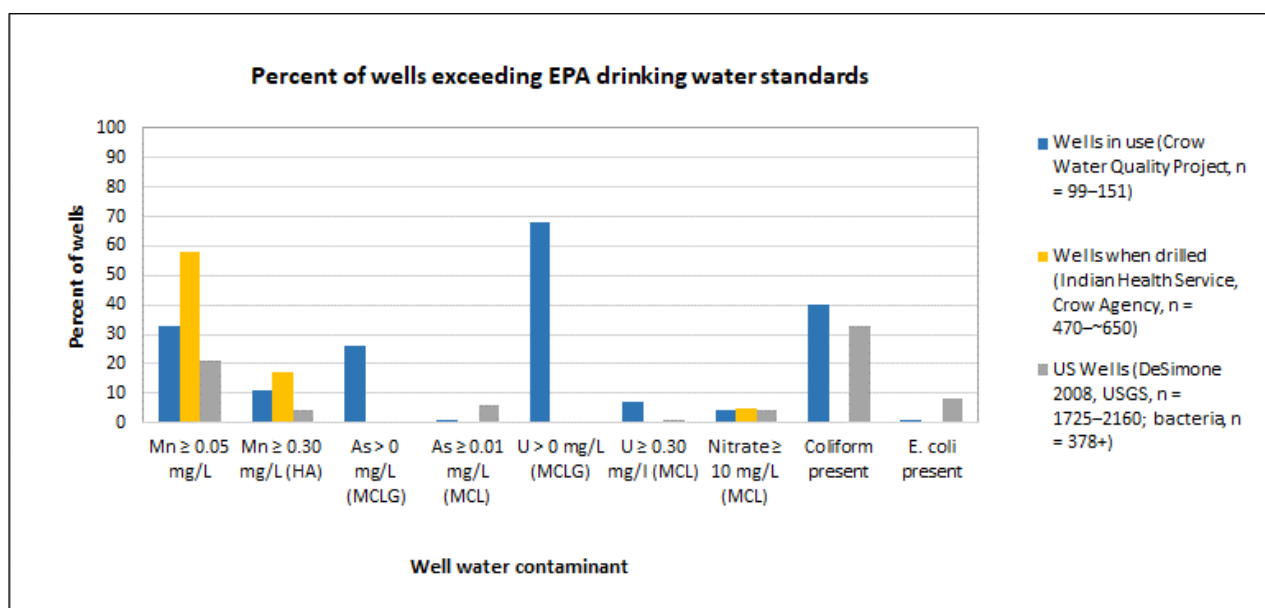 Percent of wells exceeding EPA drinking water standards
100
90
80
70
60
50
40
30
20
10
0
Percent of wells
Mn ≥ 0.05
mg/L
Mn ≥ 0.30
mg/L (HA)
As > 0
mg/L
(MCLG)
As ≥ 0.01
mg/L
(MCL)
U > 0 mg/L
(MCLG)
U ≥ 0.30
mg/l (MCL)
Nitrate ≥
10 mg/L
(MCL)
Coliform
present
E. coli
present
Well water contaminant
Wells in use (Crow
Water Quality Project, n
= 99–151)
Wells when drilled
(Indian Health Service,
Crow Agency, n =
470–~650)
US Wells (DeSimone
2008, USGS, n =
1725–2160; bacteria, n
= 378+)